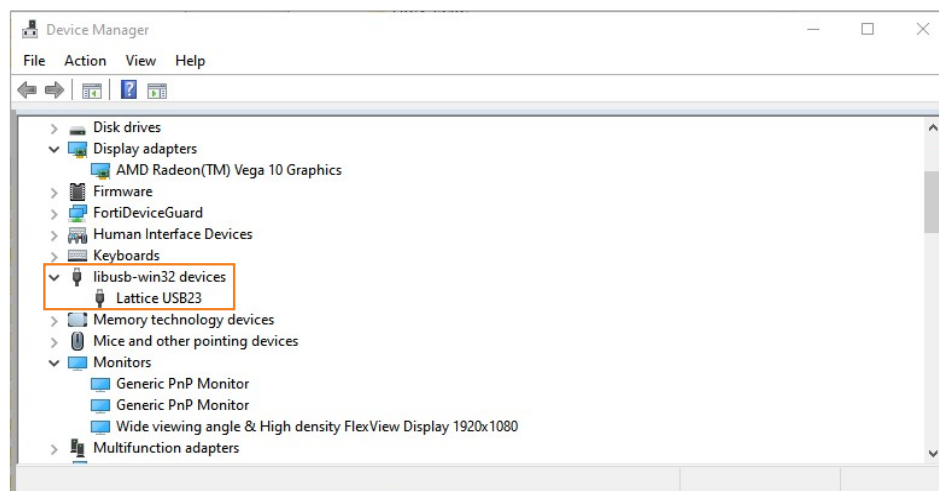 Device Manager
File Action View Help
Disk drives
Display adapters
AMD Radeon(TM) Vega 10 Graphics
Firmware
FortiDeviceGuard
Human Interface Devices
Keyboards
libusb-win32 devices
Lattice USB23
Memory technology devices
Mice and other pointing devices
Monitors
Generic PnP Monitor
Generic PnP Monitor
Wide viewing angle & High density FlexView Display 1920x1080
Multifunction adapters